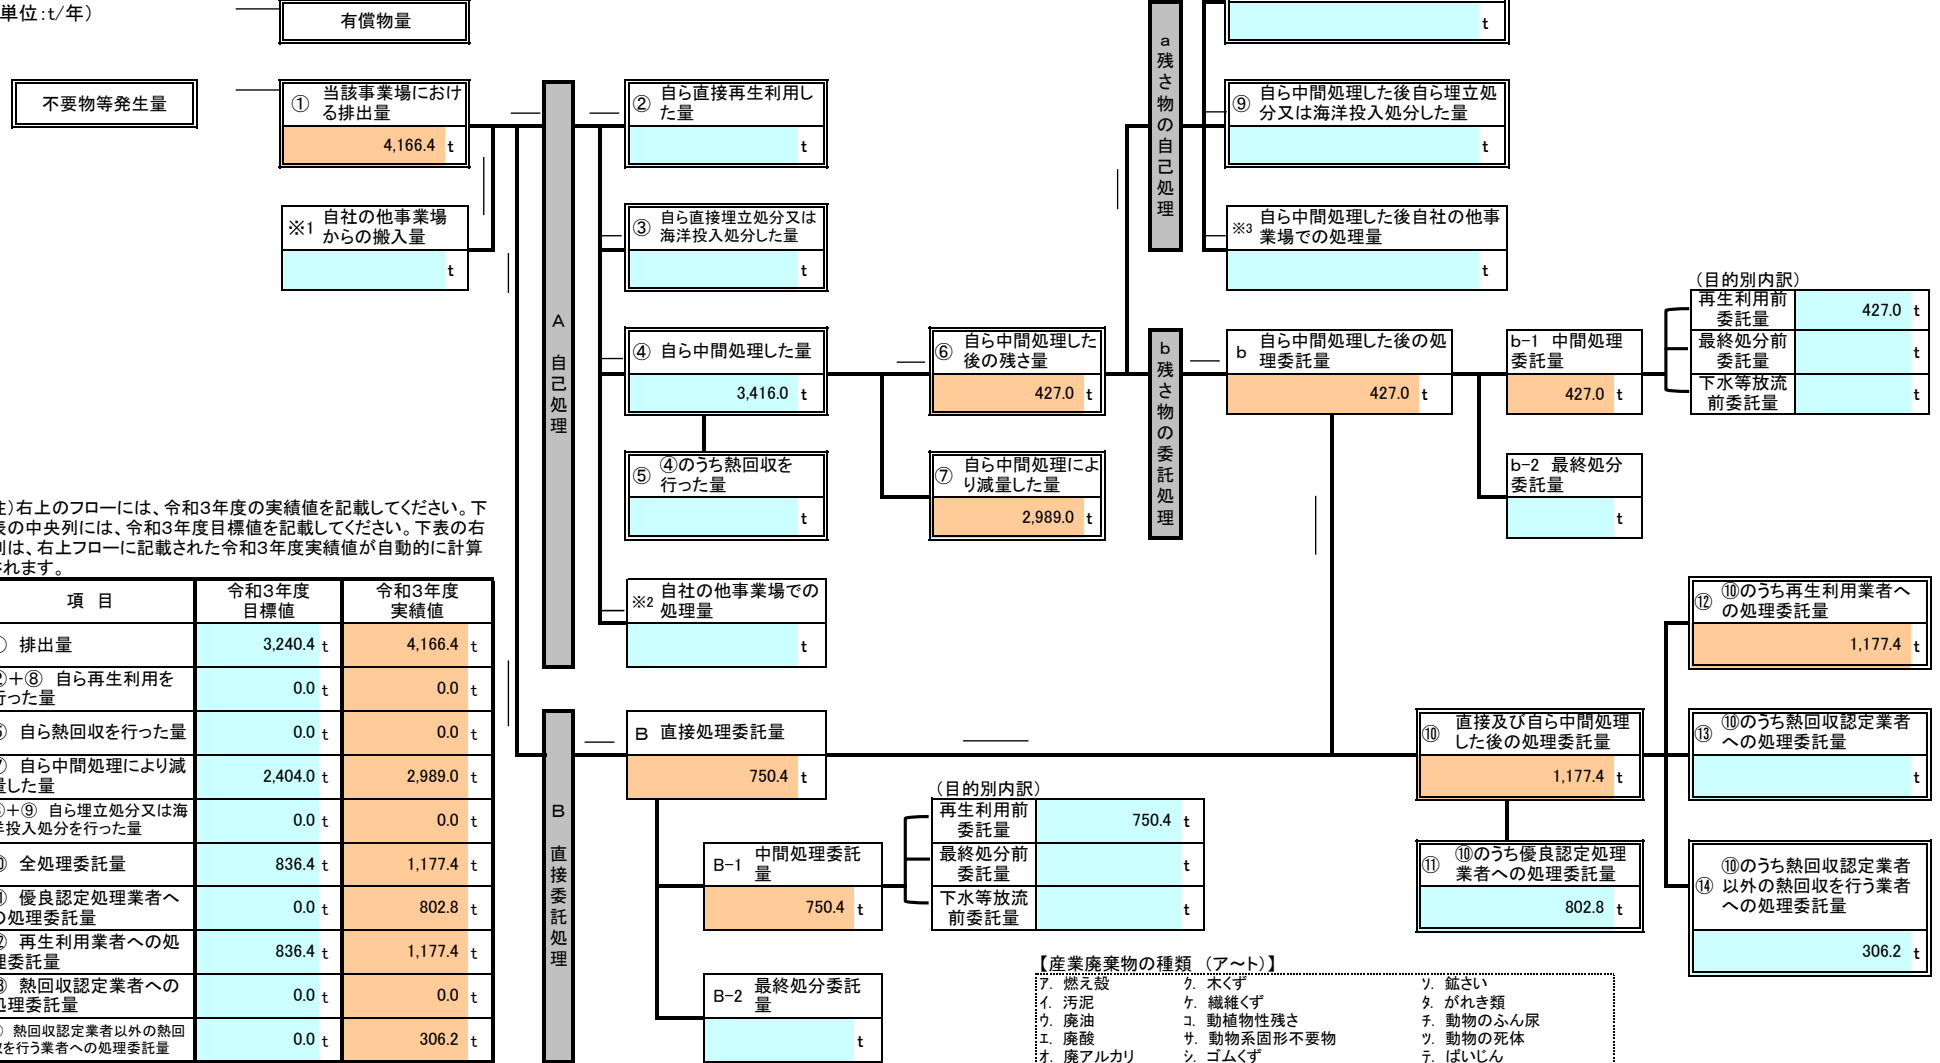 単位:t/年）
有償物量
t
不要物等発生量
① 当該事業場におけ
る排出量
4,166.4 t
※1 自社の他事業場
からの搬入量
t
A 自己処理
② 自ら直接再生利用し
た量
t
③ 自ら直接埋立処分又は
海洋投入処分した量
t
④ 自ら中間処理した量
3,416.0 t
⑤ ④のうち熱回収を
行った量
t
※2 自社の他事業場での
処理量
t
⑥ 自ら中間処理した
後の残さ量
427.0 t
⑦ 自ら中間処理によ
り減量した量
2,989.0 t
a 残さ物の自己処理
⑨ 自ら中間処理した後自ら埋立処
分又は海洋投入処分した量
t
※3 自ら中間処理した後自社の他事
業場での処理量
t
b 残さ物の委託処理
b 自ら中間処理した後の処
理委託量
427.0 t
b-1 中間処理
委託量
427.0 t
b-2 最終処分
委託量
t
（目的別内訳）
再生利用前
委託量
427.0 t
最終処分前
委託量
t
下水等放流
前委託量
t
注）右上のフローには、令和３年度の実績値を記載してください。下
表の中央列には、令和３年度目標値を記載してください。下表の右
列は、右上フローに記載された令和３年度実績値が自動的に計算
されます。
項 目
令和３年度
目標値
令和３年度
実績値
① 排出量 3,240.4 t 4,166.4 t
②＋⑧ 自ら再生利用を
行った量 0.0 t 0.0 t
⑤ 自ら熱回収を行った量 0.0 t 0.0 t
⑦ 自ら中間処理により減
量した量 2,404.0 t 2,989.0 t
③＋⑨ 自ら埋立処分又は海
洋投入処分を行った量 0.0 t 0.0 t
⑩ 全処理委託量 836.4 t 1,177.4 t
⑪ 優良認定処理業者へ
の処理委託量 0.0 t 802.8 t
⑫ 再生利用業者への処
理委託量 836.4 t 1,177.4 t
⑬ 熱回収認定業者への
処理委託量 0.0 t 0.0 t
⑭ 熱回収認定業者以外の熱回
収を行う業者への処理委託量 0.0 t 306.2 t
B 直接委託処理
B 直接処理委託量
750.4 t
B-1 中間処理委託
量
750.4 t
B-2 最終処分委託
量
t
（目的別内訳）
再生利用前
委託量
750.4 t
最終処分前
委託量
t
下水等放流
前委託量
t
⑩ 直接及び自ら中間処理
した後の処理委託量
1,177.4 t
⑪ ⑩のうち優良認定処理
業者への処理委託量
802.8 t
⑫ ⑩のうち再生利用業者へ
の処理委託量
1,177.4 t
⑬ ⑩のうち熱回収認定業者
への処理委託量
t
⑭ ⑩のうち熱回収認定業者
以外の熱回収を行う業者
への処理委託量
306.2 t
【産業廃棄物の種類 （ア～ト）】
ア. 燃え殻 ク. 木くず ソ. 鉱さい
イ. 汚泥 ケ. 繊維くず タ. がれき類
ウ. 廃油 コ. 動植物性残さ チ. 動物のふん尿
エ. 廃酸 サ. 動物系固形不要物 ツ. 動物の死体
オ. 廃アルカリ シ. ゴムくず テ. ばいじん